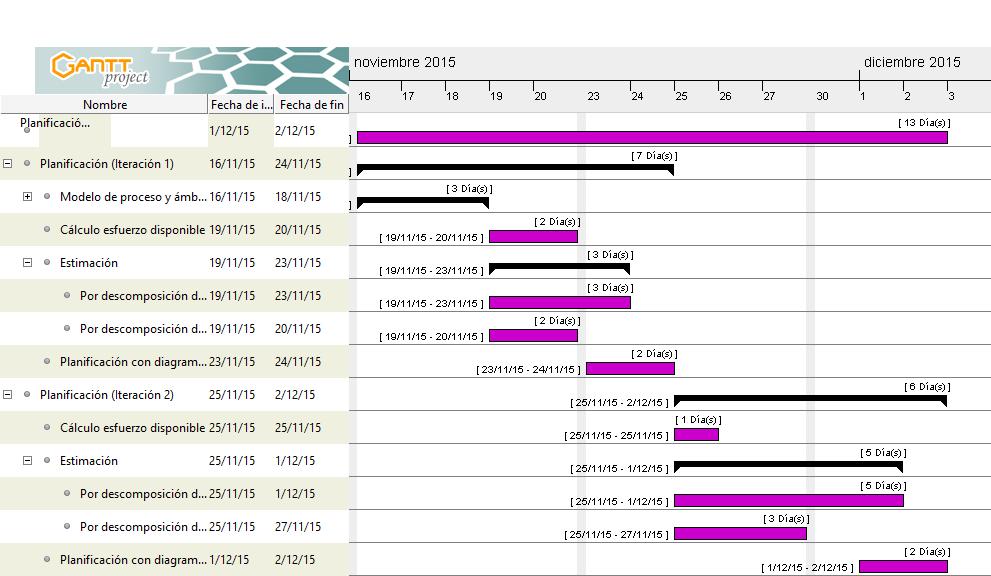 GANTT
project
noviembre 2015 diciembre 2015
Nombre Fecha de i... Fecha de fin 16 17 18 19 20 23 24 25 26 27 30 1 2 3
Planificació... 1/12/15 2/12/15 ] [ 13 Día(s) ]
Planificación (Iteración 1) 16/11/15 24/11/15 ] [ 7 Día(s) ]
Modelo de proceso y ámb... 16/11/15 18/11/15 ] [ 3 Día(s) ]
Cálculo esfuerzo disponible 19/11/15 20/11/15 [ 19/11/15 - 20/11/15 ] [ 2 Día(s) ]
Estimación 19/11/15 23/11/15 [ 19/11/15 - 23/11/15 ] [ 3 Día(s) ]
Por descomposición d... 19/11/15 23/11/15 [ 19/11/15 - 23/11/15 ] [ 3 Día(s) ]
Por descomposición d... 19/11/15 20/11/15 [ 19/11/15 - 20/11/15 ] [ 2 Día(s) ]
Planificación con diagram... 23/11/15 24/11/15 [ 23/11/15 - 24/11/15 ] [ 2 Día(s) ]
Planificación (Iteración 2) 25/11/15 2/12/15 [ 25/11/15 - 2/12/15 ] [ 6 Día(s) ]
Cálculo esfuerzo disponible 25/11/15 25/11/15 [ 25/11/15 - 25/11/15 ] [ 1 Día(s) ]
Estimación 25/11/15 1/12/15 [ 25/11/15 - 1/12/15 ] [ 5 Día(s) ]
Por descomposición d... 25/11/15 1/12/15 [ 25/11/15 - 1/12/15 ] [ 5 Día(s) ]
Por descomposición d... 25/11/15 27/11/15 [ 25/11/15 - 27/11/15 ] [ 3 Día(s) ]
Planificación con diagram... 1/12/15 2/12/15 [ 1/12/15 - 2/12/15 ] [ 2 Día(s) ]